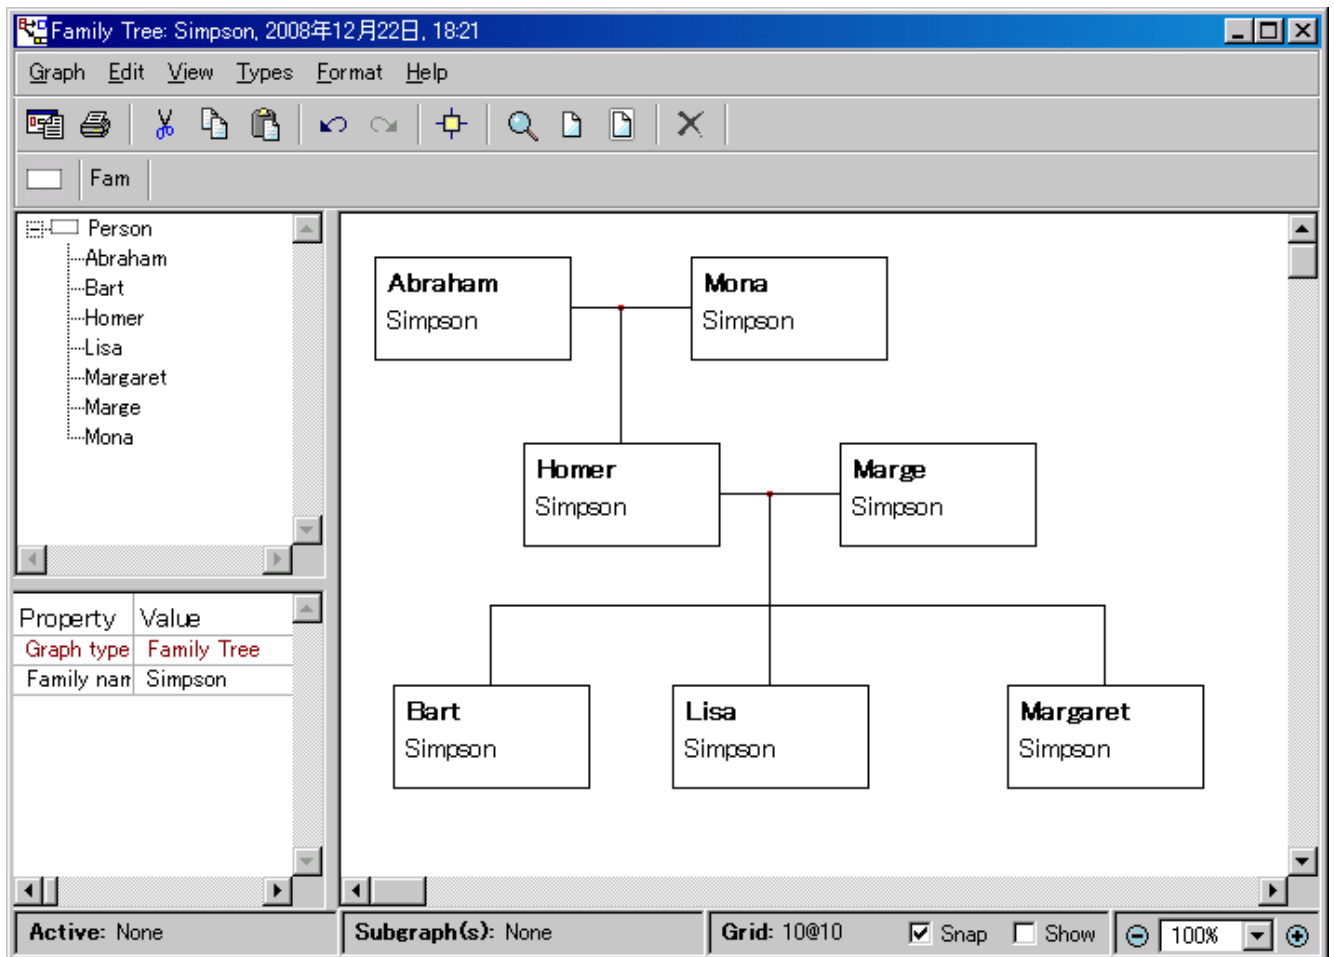 Family Tree: Simpson, 2008年12月22日, 18:21
Graph Edit View Types Format Help
Fam
Person
Abraham
Bart
Homer
Lisa
Margaret
Marge
Mona
Property Value
Graph type Family Tree
Family nam Simpson
Abraham
Simpson
Mona
Simpson
Homer
Simpson
Marge
Simpson
Bart
Simpson
Lisa
Simpson
Margaret
Simpson
Active: None Subgraph(s): None Grid: 10@10 Snap Show 100%